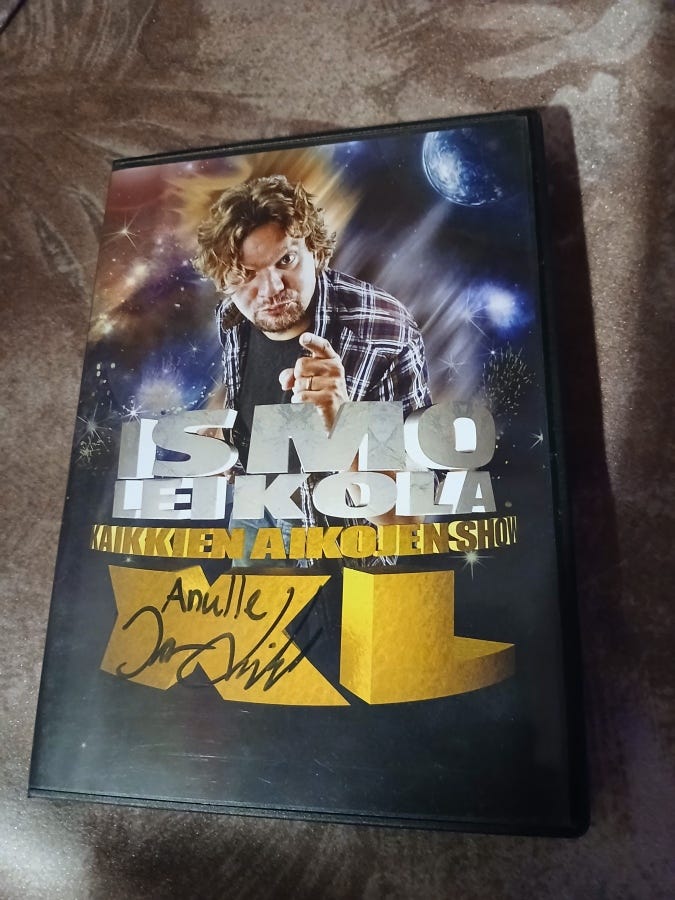 ISMO
LEIKOLA
KAIKKIEN AIKOJEN SHOW
XL
Anulle